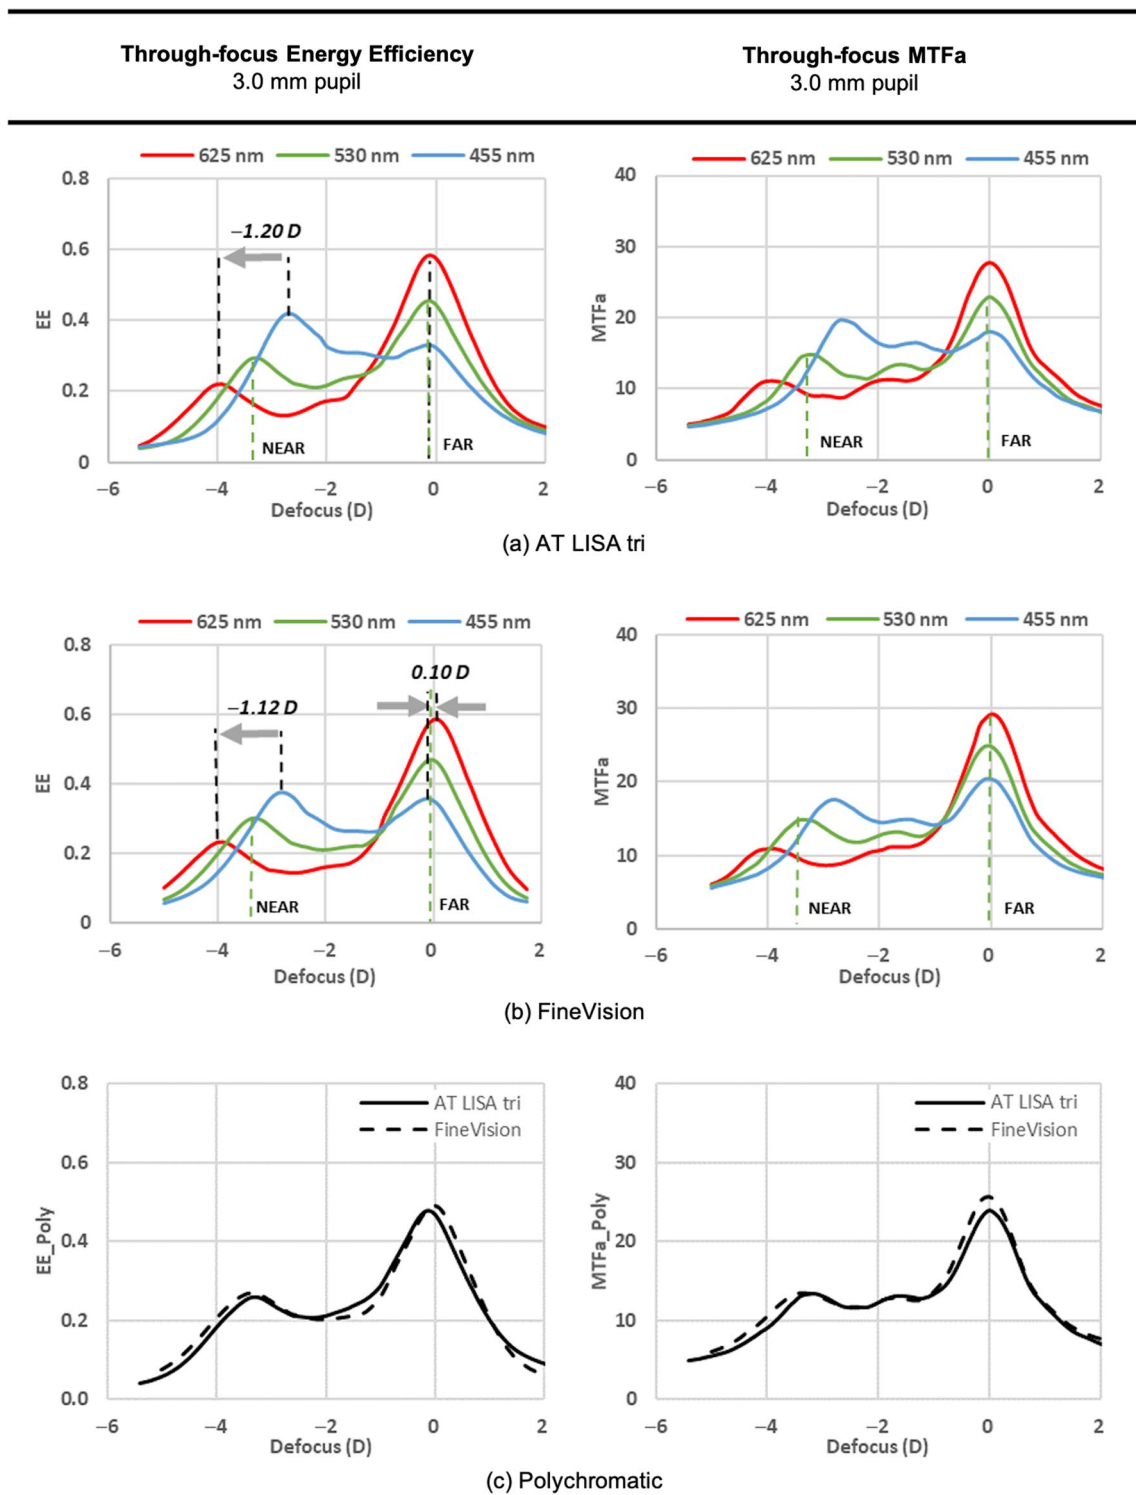 Through-focus Energy Efficiency
3.0 mm pupil
Through-focus MTFa
3.0 mm pupil
625 nm 530 nm 455 nm
0.8
0.6
0.4
0.2
0
EE
−1.20 D
NEAR
FAR
−6 −4 −2 0 2
Defocus (D)
625 nm 530 nm 455 nm
40
30
20
10
0
MTFa
NEAR
FAR
−6 −4 −2 0 2
Defocus (D)
(a) AT LISA tri
625 nm 530 nm 455 nm
0.8
0.6
0.4
0.2
0
EE
−1.12 D
0.10 D
NEAR
FAR
−6 −4 −2 0 2
Defocus (D)
625 nm 530 nm 455 nm
40
30
20
10
0
MTFa
NEAR
FAR
−6 −4 −2 0 2
Defocus (D)
(b) FineVision
0.8
0.6
0.4
0.2
0.0
EE_Poly
AT LISA tri
FineVision
−6 −4 −2 0 2
Defocus (D)
40
30
20
10
0
MTFa_Poly
AT LISA tri
FineVision
−6 −4 −2 0 2
Defocus (D)
(c) Polychromatic